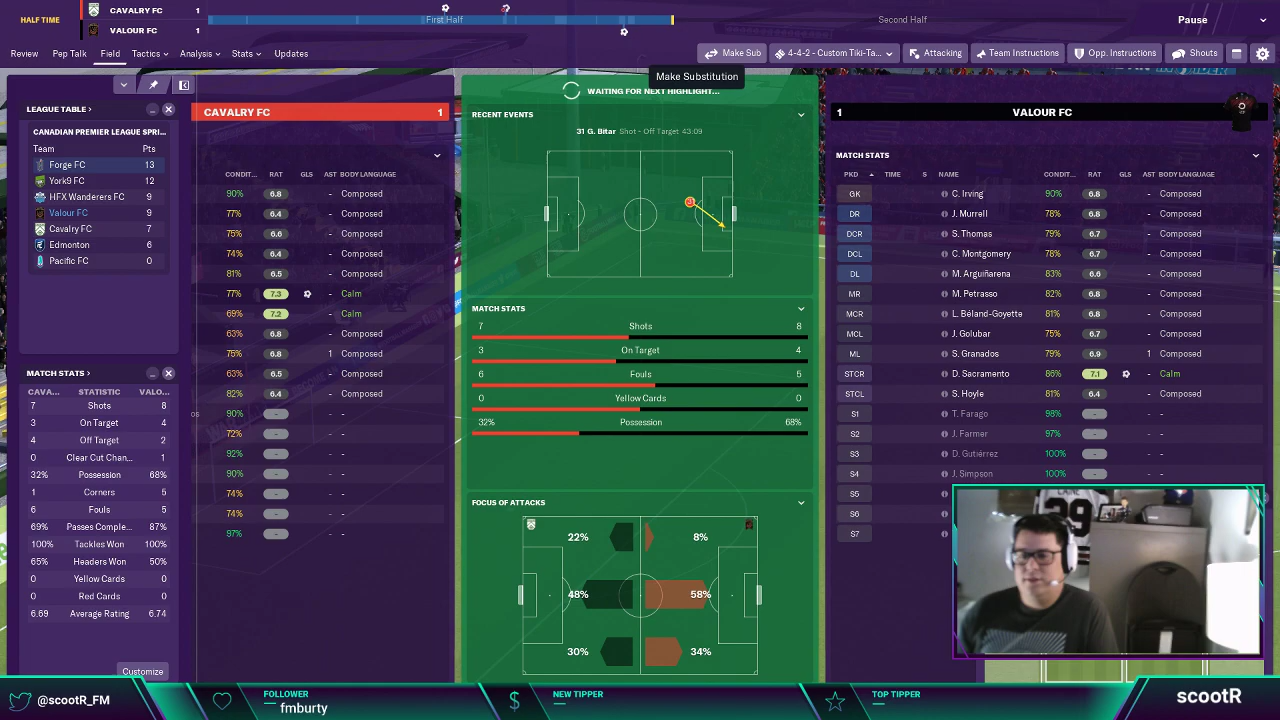 HALF TIME
CAVALRY FC 1
VALOUR FC 1
First Half
Second Half
Pause
Review Pep Talk Field Tactics Analysis Stats Updates
Make Sub
4-4-2 - Custom Tiki-Ta...
Attacking
Team Instructions
Opp. Instructions
Shouts
Make Substitution
LEAGUE TABLE >
CANADIAN PREMIER LEAGUE SPRI...
Team Pts
Forge FC 13
York9 FC 12
HFX Wanderers FC 9
Valour FC 9
Cavalry FC 7
Edmonton 6
Pacific FC 0
MATCH STATS >
CAVA... STATISTIC VALO...
7 Shots 8
3 On Target 4
4 Off Target 2
0 Clear Cut Chan... 1
32% Possession 68%
1 Corners 5
6 Fouls 5
69% Passes Comple... 87%
100% Tackles Won 100%
65% Headers Won 50%
0 Yellow Cards 0
0 Red Cards 0
6.69 Average Rating 6.74
Customize
CAVALRY FC 1
CONDIT... RAT GLS AST BODY LANGUAGE
90% 6.8 - Composed
77% 6.4 - Composed
75% 6.6 - Composed
74% 6.4 - Composed
81% 6.5 - Composed
77% 7.3 - Calm
69% 7.2 - Calm
63% 6.8 - Composed
75% 6.8 1 Composed
63% 6.5 - Composed
82% 6.4 - Composed
os 90% - - -
72% - - -
92% - - -
90% - - -
74% - - -
74% - - -
97% - - -
WAITING FOR NEXT HIGHLIGHT...
RECENT EVENTS
31 G. Bitar Shot - Off Target 43:09
31
MATCH STATS
7 Shots 8
3 On Target 4
6 Fouls 5
0 Yellow Cards 0
32% Possession 68%
FOCUS OF ATTACKS
22% 8%
48% 58%
30% 34%
1 VALOUR FC
MATCH STATS
PKD TIME S NAME CONDIT... RAT GLS AST BODY LANGUAGE
GK C. Irving 90% 6.8 - Composed
DR J. Murrell 78% 6.8 - Composed
DCR S. Thomas 79% 6.7 - Composed
DCL C. Montgomery 78% 6.7 - Composed
DL M. Arguiñarena 83% 6.6 - Composed
MR M. Petrasso 82% 6.8 - Composed
MCR L. Béland-Goyette 81% 6.8 - Composed
MCL J. Golubar 75% 6.7 - Composed
ML S. Granados 79% 6.9 1 Composed
STCR D. Sacramento 86% 7.1 - Calm
STCL S. Hoyle 81% 6.4 - Composed
S1 T. Farago 98% - - -
S2 J. Farmer 97% - - -
S3 D. Gutiérrez 100% - - -
S4 J. Simpson 100% - - -
S5
S6
S7
29
@scootR_FM
FOLLOWER
fmburty
NEW TIPPER
TOP TIPPER
scootR